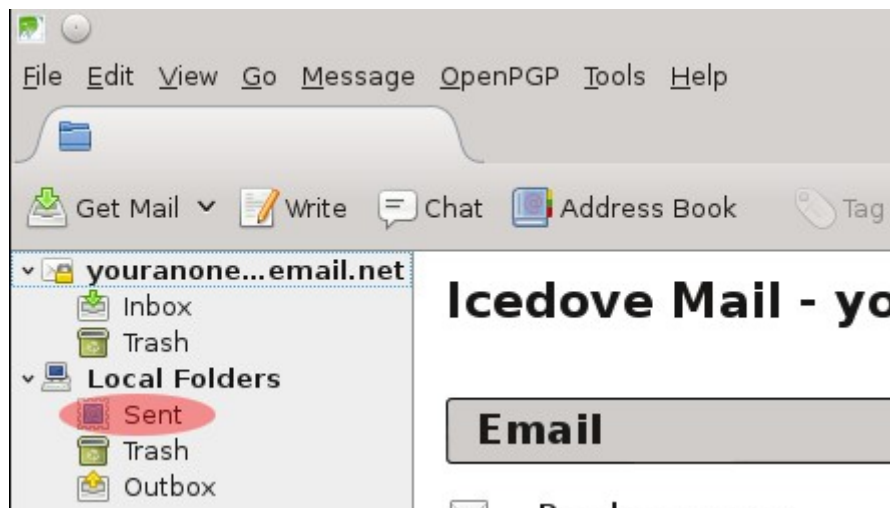 File Edit View Go Message OpenPGP Tools Help
Get Mail Write Chat Address Book Tag
youranone...email.net
Inbox
Trash
Local Folders
Sent
Trash
Outbox
Icedove Mail - yo
Email